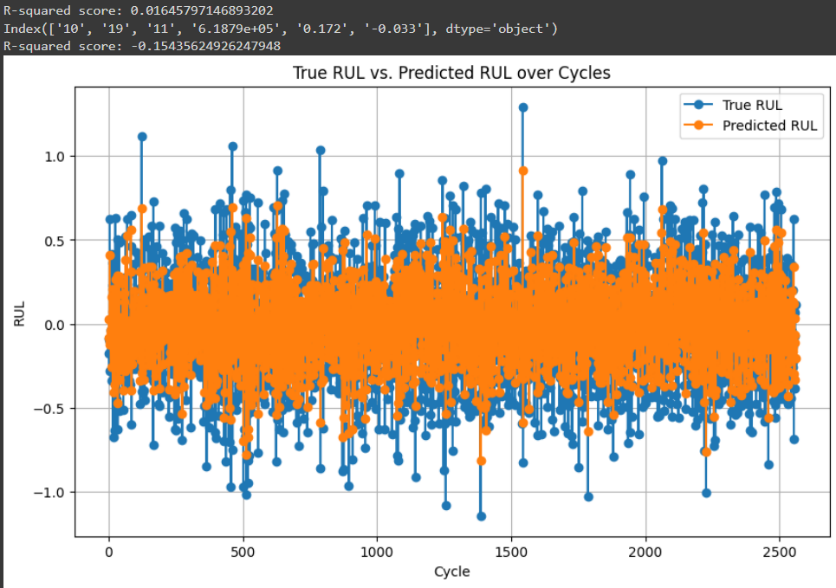 R-squared score: 0.01645797146893202
Index(['10', '19', '11', '6.1879e+05', '0.172', '-0.033'], dtype='object')
R-squared score: -0.15435624926247948
True RUL vs. Predicted RUL over Cycles
True RUL
Predicted RUL
1.0
0.5
0.0
−0.5
−1.0
RUL
0
500
1000
1500
2000
2500
Cycle